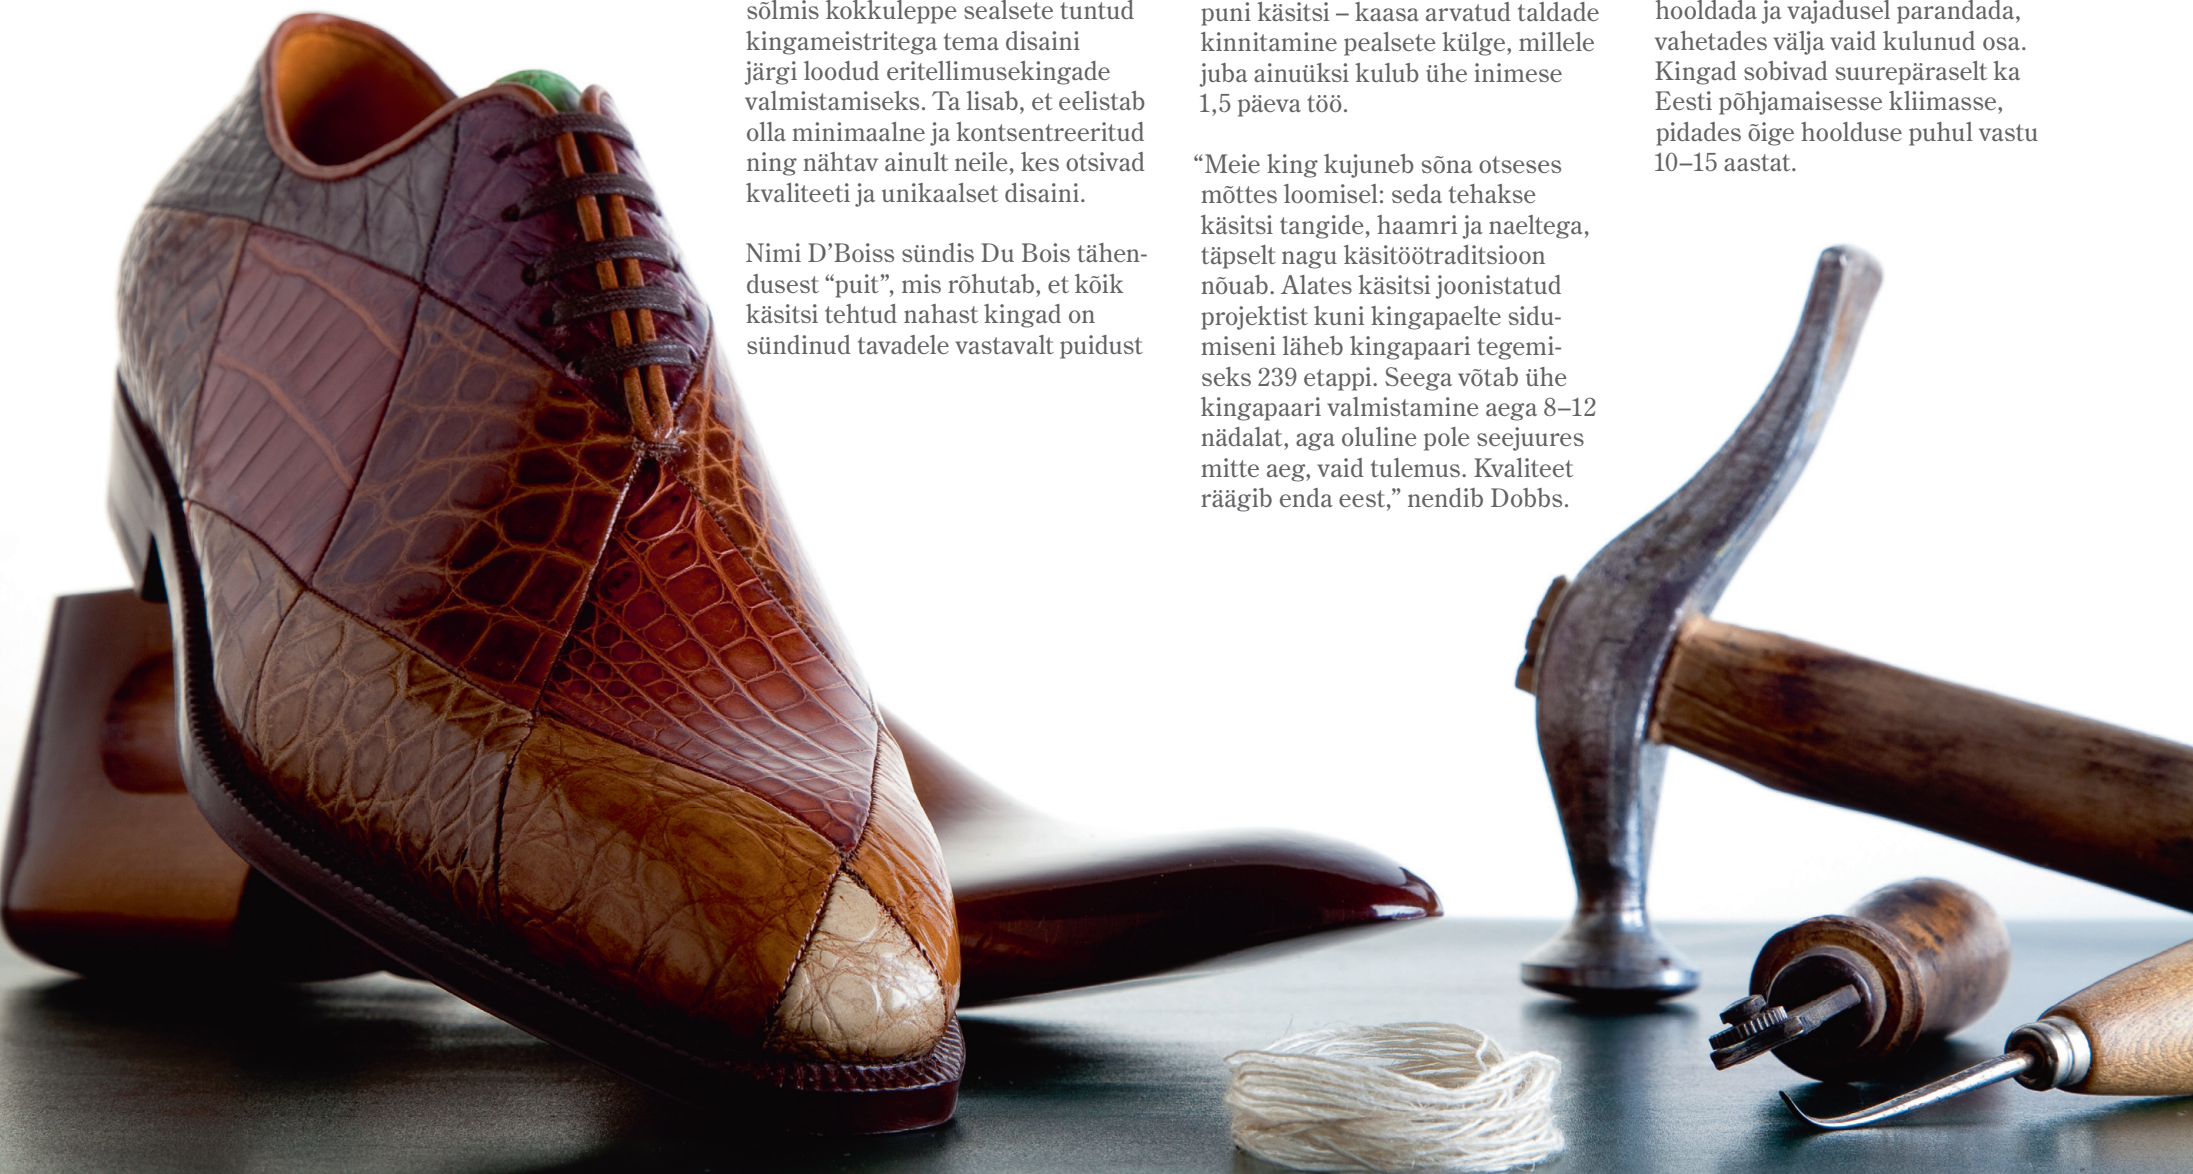 sõlmis kokkuleppe sealsete tuntud
kingameistritega tema disaini
järgi loodud eritellimusekingade
valmistamiseks. Ta lisab, et eelistab
olla minimaalne ja kontsentreeritud
ning nähtav ainult neile, kes otsivad
kvaliteeti ja unikaalset disaini.
Nimi D’Boiss sündis Du Bois tähen-
dusest “puit”, mis rõhutab, et kõik
käsitsi tehtud nahast kingad on
sündinud tavadele vastavalt puidust
puni käsitsi – kaasa arvatud taldade
kinnitamine pealsete külge, millele
juba ainuüksi kulub ühe inimese
1,5 päeva töö.
“Meie king kujuneb sõna otseses
mõttes loomisel: seda tehakse
käsitsi tangide, haamri ja naeltega,
täpselt nagu käsitöötraditsioon
nõuab. Alates käsitsi joonistatud
projektist kuni kingapaelte sidu-
miseni läheb kingapaari tegemi-
seks 239 etappi. Seega võtab ühe
kingapaari valmistamine aega 8–12
nädalat, aga oluline pole seejuures
mitte aeg, vaid tulemus. Kvaliteet
räägib enda eest,” nendib Dobbs.
hooldada ja vajadusel parandada,
vahetades välja vaid kulunud osa.
Kingad sobivad suurepäraselt ka
Eesti põhjamaisesse kliimasse,
pidades õige hoolduse puhul vastu
10–15 aastat.